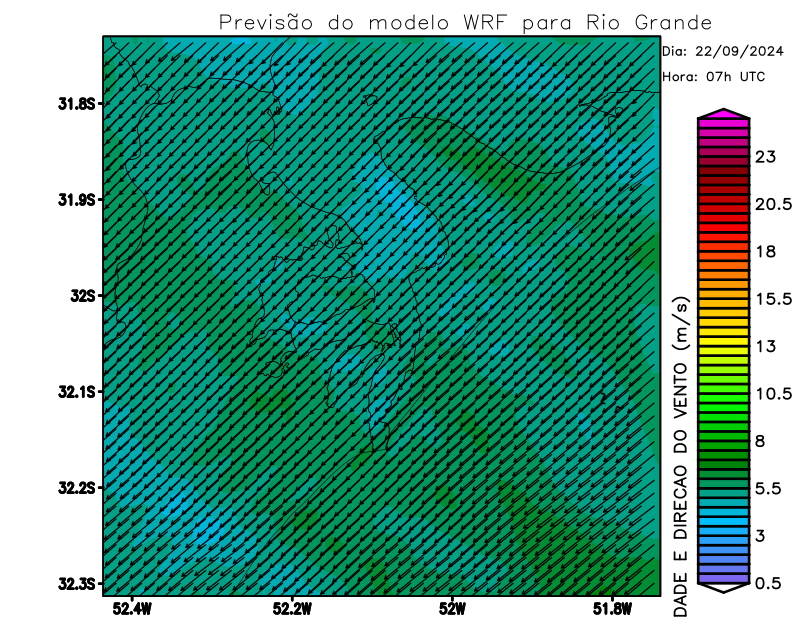 Previsão do modelo WRF para Rio Grande
Dia: 22/09/2024
Hora: 07h UTC
31.8S
31.9S
32S
32.1S
32.2S
32.3S
52.4W
52.2W
52W
51.8W
23
20.5
18
15.5
13
10.5
8
5.5
3
0.5
DADE E DIRECAO DO VENTO (m/s)